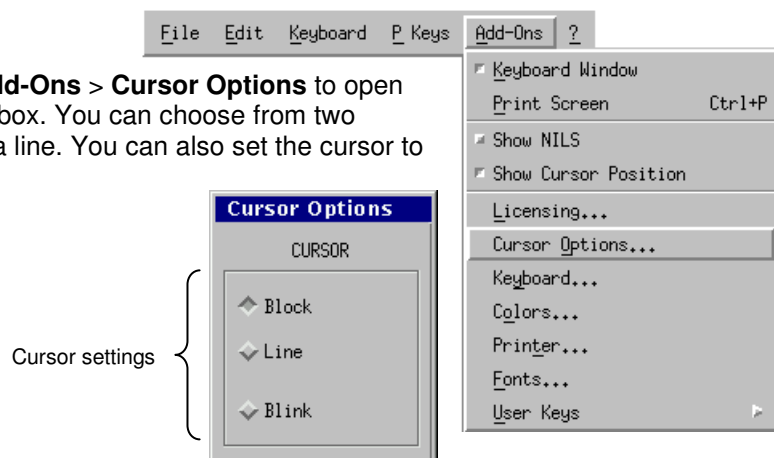 File Edit Keyboard P Keys Add-Ons ?
dd-Ons > Cursor Options to open
box. You can choose from two
a line. You can also set the cursor to
Keyboard Window
Print Screen Ctrl+P
Show NILS
Show Cursor Position
Licensing...
Cursor Options...
Keyboard...
Colors...
Printer...
Fonts...
User Keys
Cursor Options
CURSOR
Block
Line
Blink
Cursor settings